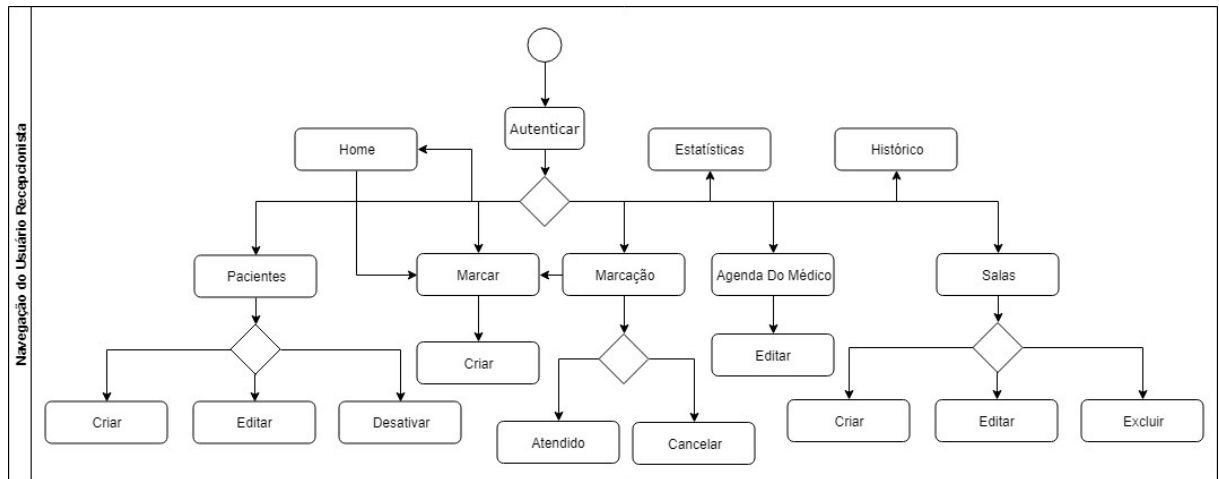 Navegação do Usuário Recepcionista
Autenticar
Home
Estatísticas
Histórico
Pacientes
Marcar
Marcação
Agenda Do Médico
Salas
Criar
Editar
Criar
Editar
Desativar
Criar
Editar
Excluir
Atendido
Cancelar